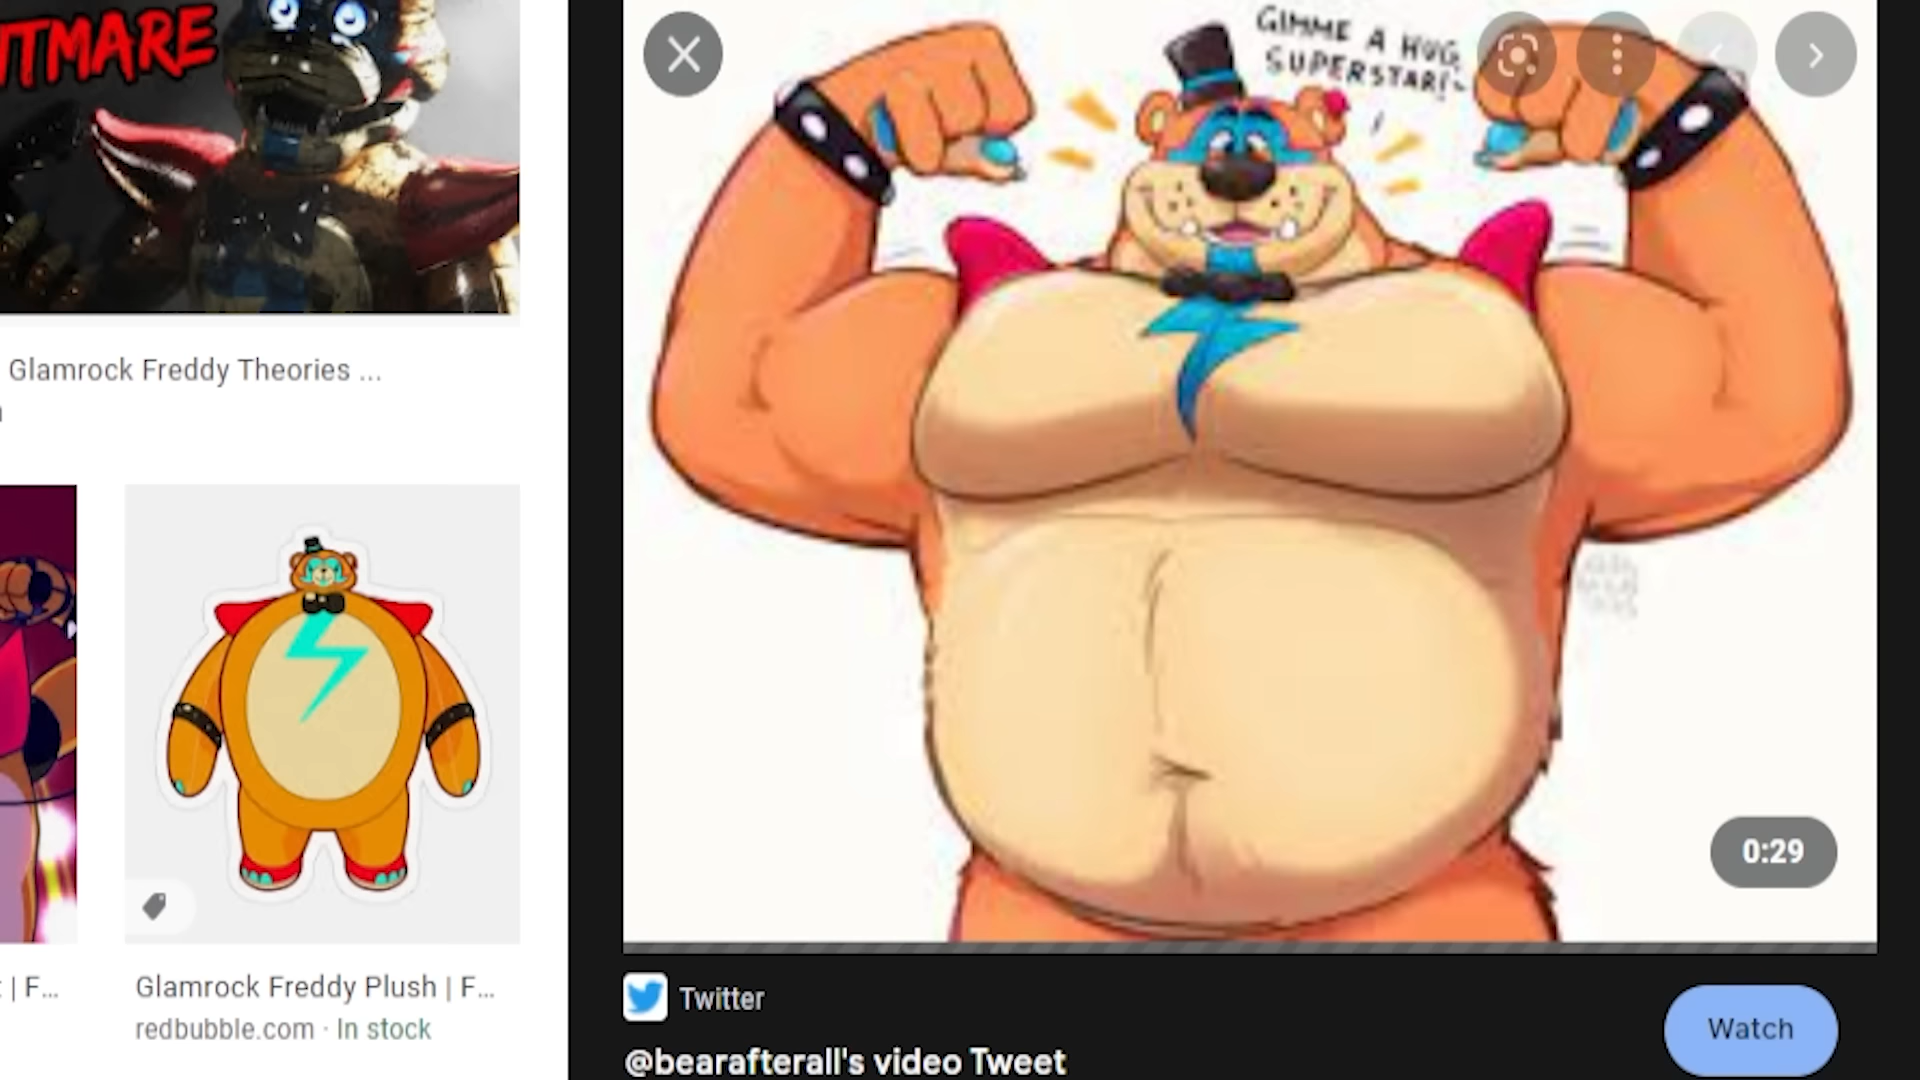 NTMARE
GIMME A HUG,
SUPERSTAR!~
Glamrock Freddy Theories ...
Glamrock Freddy Plush | F...
redbubble.com · In stock
| F...
0:29
Twitter
Watch
@bearafterall's video Tweet